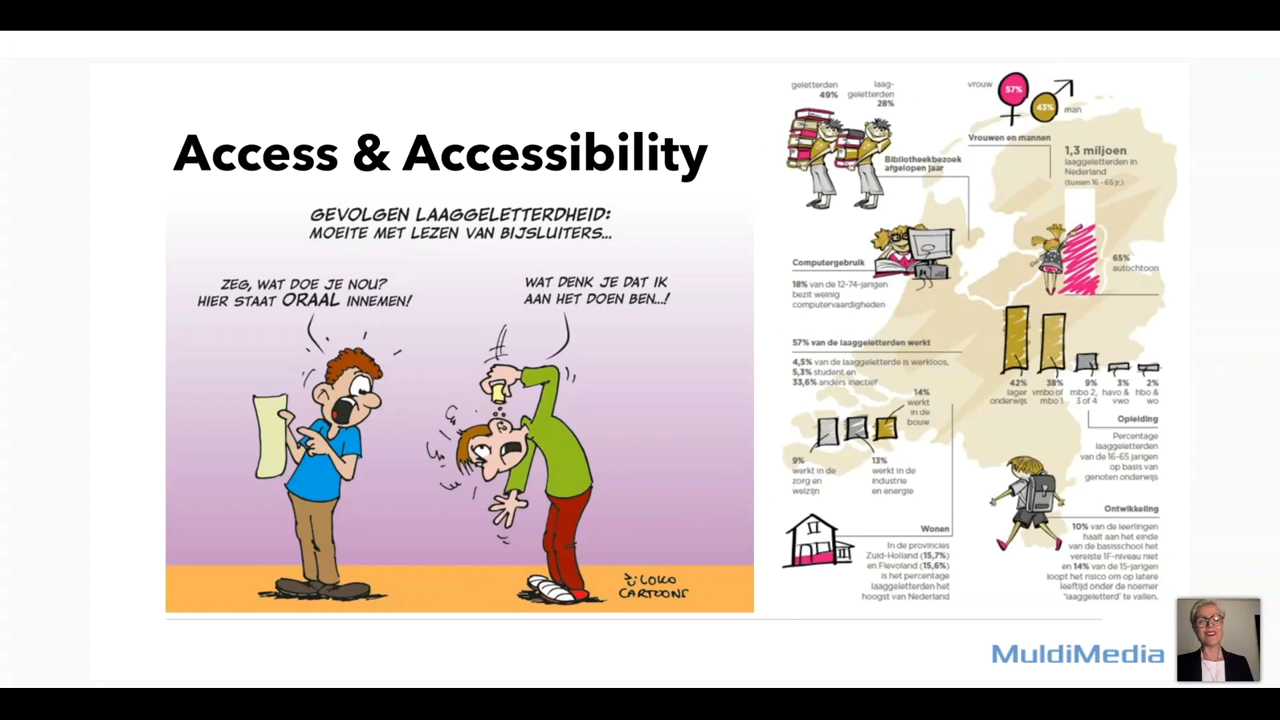 Access & Accessibility
GEVOLGEN LAAGGELETTERDHEID:
MOEITE MET LEZEN VAN BIJSLUITERS...
ZEG, WAT DOE JE NOU?
HIER STAAT ORAAL INNEMEN!
WAT DENK JE DAT IK
AAN HET DOEN BEN...!
CARTOONS
geletterden
49%
laag-
geletterden
28%
Bibliotheekbezoek
afgelopen jaar
vrouw
57%
43%
man
Vrouwen en mannen
1,3 miljoen
laaggeletterden in
Nederland
(tussen 16 - 65 jr.)
65%
autochtoon
Computergebruik
18% van de 12-74-jarigen
bezit weinig
computervaardigheden
57% van de laaggeletterden werkt
4,5% van de laaggeletterde is werkloos,
5,3% student en
33,6% anders inactief
14%
werkt
in de
bouw
9%
werkt in de
zorg en
welzijn
13%
werkt in de
industrie
en energie
42%
lager
onderwijs
38%
vmbo of
mbo 1
9%
mbo 2,
3 of 4
3%
havo &
vwo
2%
hbo &
wo
Opleiding
Percentage
laaggeletterden
van de 16-65 jarigen
op basis van
genoten onderwijs
Wonen
In de provincies
Zuid-Holland (15,7%)
en Flevoland (15,6%)
is het percentage
laaggeletterden het
hoogst van Nederland
Ontwikkeling
10% van de leerlingen
haalt aan het einde
van de basisschool het
vereiste 1F-niveau niet
en 14% van de 15-jarigen
loopt het risico om op latere
leeftijd onder de noemer
'laaggeletterd' te vallen.
MuldiMedia